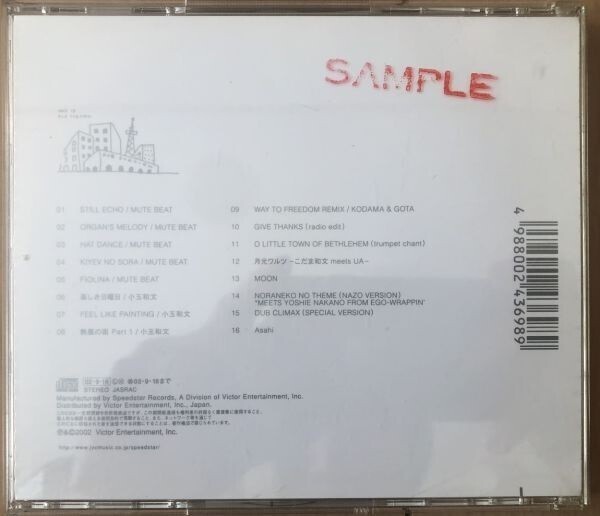 SAMPLE
01 STILL ECHO / MUTE BEAT
02 ORGAN'S MELODY / MUTE BEAT
03 HAT DANCE / MUTE BEAT
04 KIYEV NO SORA / MUTE BEAT
05 FIOLINA / MUTE BEAT
06 楽しき日曜日 / 小玉和文
07 FEEL LIKE PAINTING / 小玉和文
08 熱風の街 Part 1 / 小玉和文
09 WAY TO FREEDOM REMIX / KODAMA & GOTA
10 GIVE THANKS (radio edit)
11 O LITTLE TOWN OF BETHLEHEM (trumpet chant)
12 月光ワルツ -こだま和文 meets UA-
13 MOON
14 NORANEKO NO THEME (NAZO VERSION)
"MEETS YOSHIE NAKANO FROM EGO-WRAPPIN'
15 DUB CLIMAX (SPECIAL VERSION)
16 Asahi
4 988002 436989
STEREO JASRAC
Manufactured by Speedstar Records, A Division of Victor Entertainment, Inc.
Distributed by Victor Entertainment, Inc., Japan.
℗&©2002 Victor Entertainment, Inc.
http://www.jvcmusic.co.jp/speedstar/